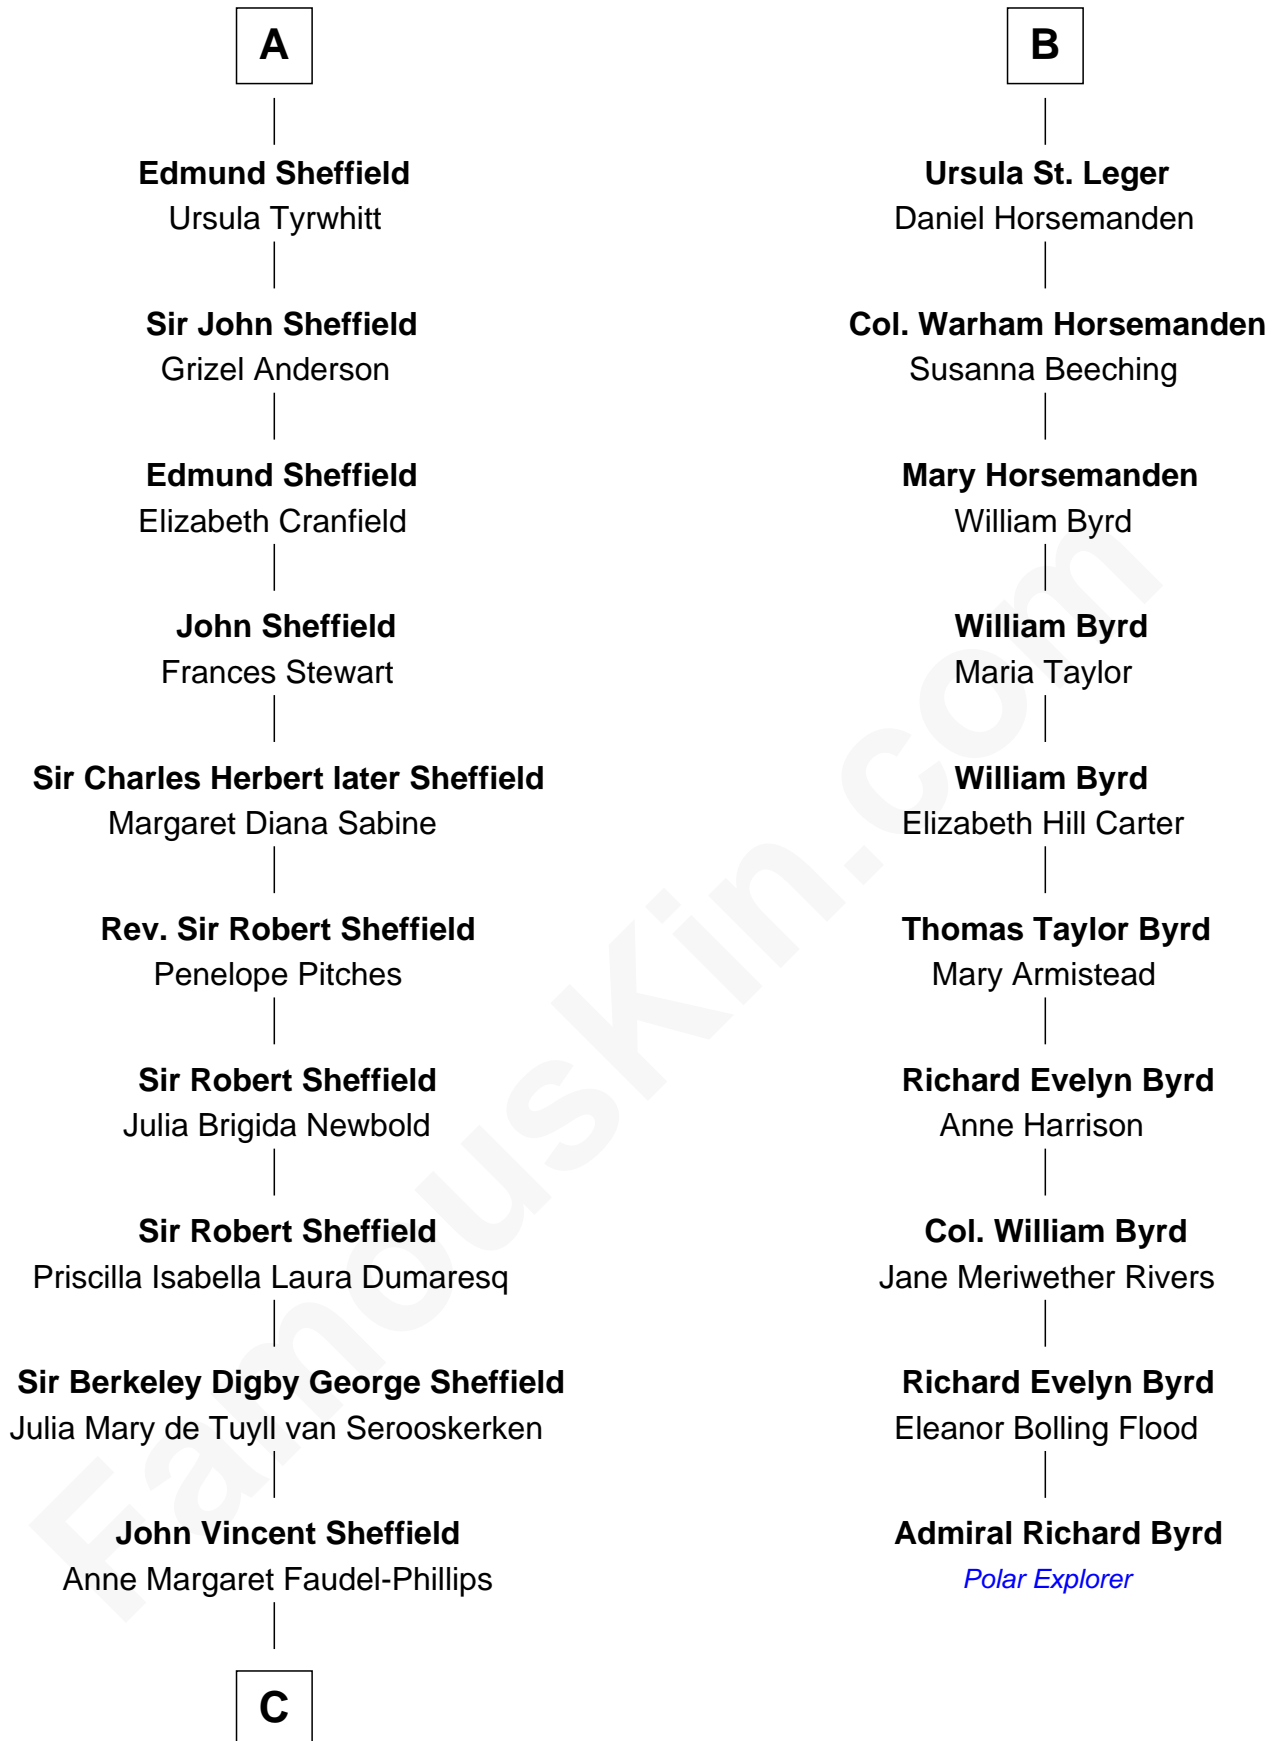 A
Edmund Sheffield
Ursula Tyrwhitt
Sir John Sheffield
Grizel Anderson
Edmund Sheffield
Elizabeth Cranfield
John Sheffield
Frances Stewart
Sir Charles Herbert later Sheffield
Margaret Diana Sabine
Rev. Sir Robert Sheffield
Penelope Pitches
Sir Robert Sheffield
Julia Brigida Newbold
Sir Robert Sheffield
Priscilla Isabella Laura Dumaresq
Sir Berkeley Digby George Sheffield
Julia Mary de Tuyll van Serooskerken
John Vincent Sheffield
Anne Margaret Faudel-Phillips
C
B
Ursula St. Leger
Daniel Horsemanden
Col. Warham Horsemanden
Susanna Beeching
Mary Horsemanden
William Byrd
William Byrd
Maria Taylor
William Byrd
Elizabeth Hill Carter
Thomas Taylor Byrd
Mary Armistead
Richard Evelyn Byrd
Anne Harrison
Col. William Byrd
Jane Meriwether Rivers
Richard Evelyn Byrd
Eleanor Bolling Flood
Admiral Richard Byrd
Polar Explorer
FamousKin.com